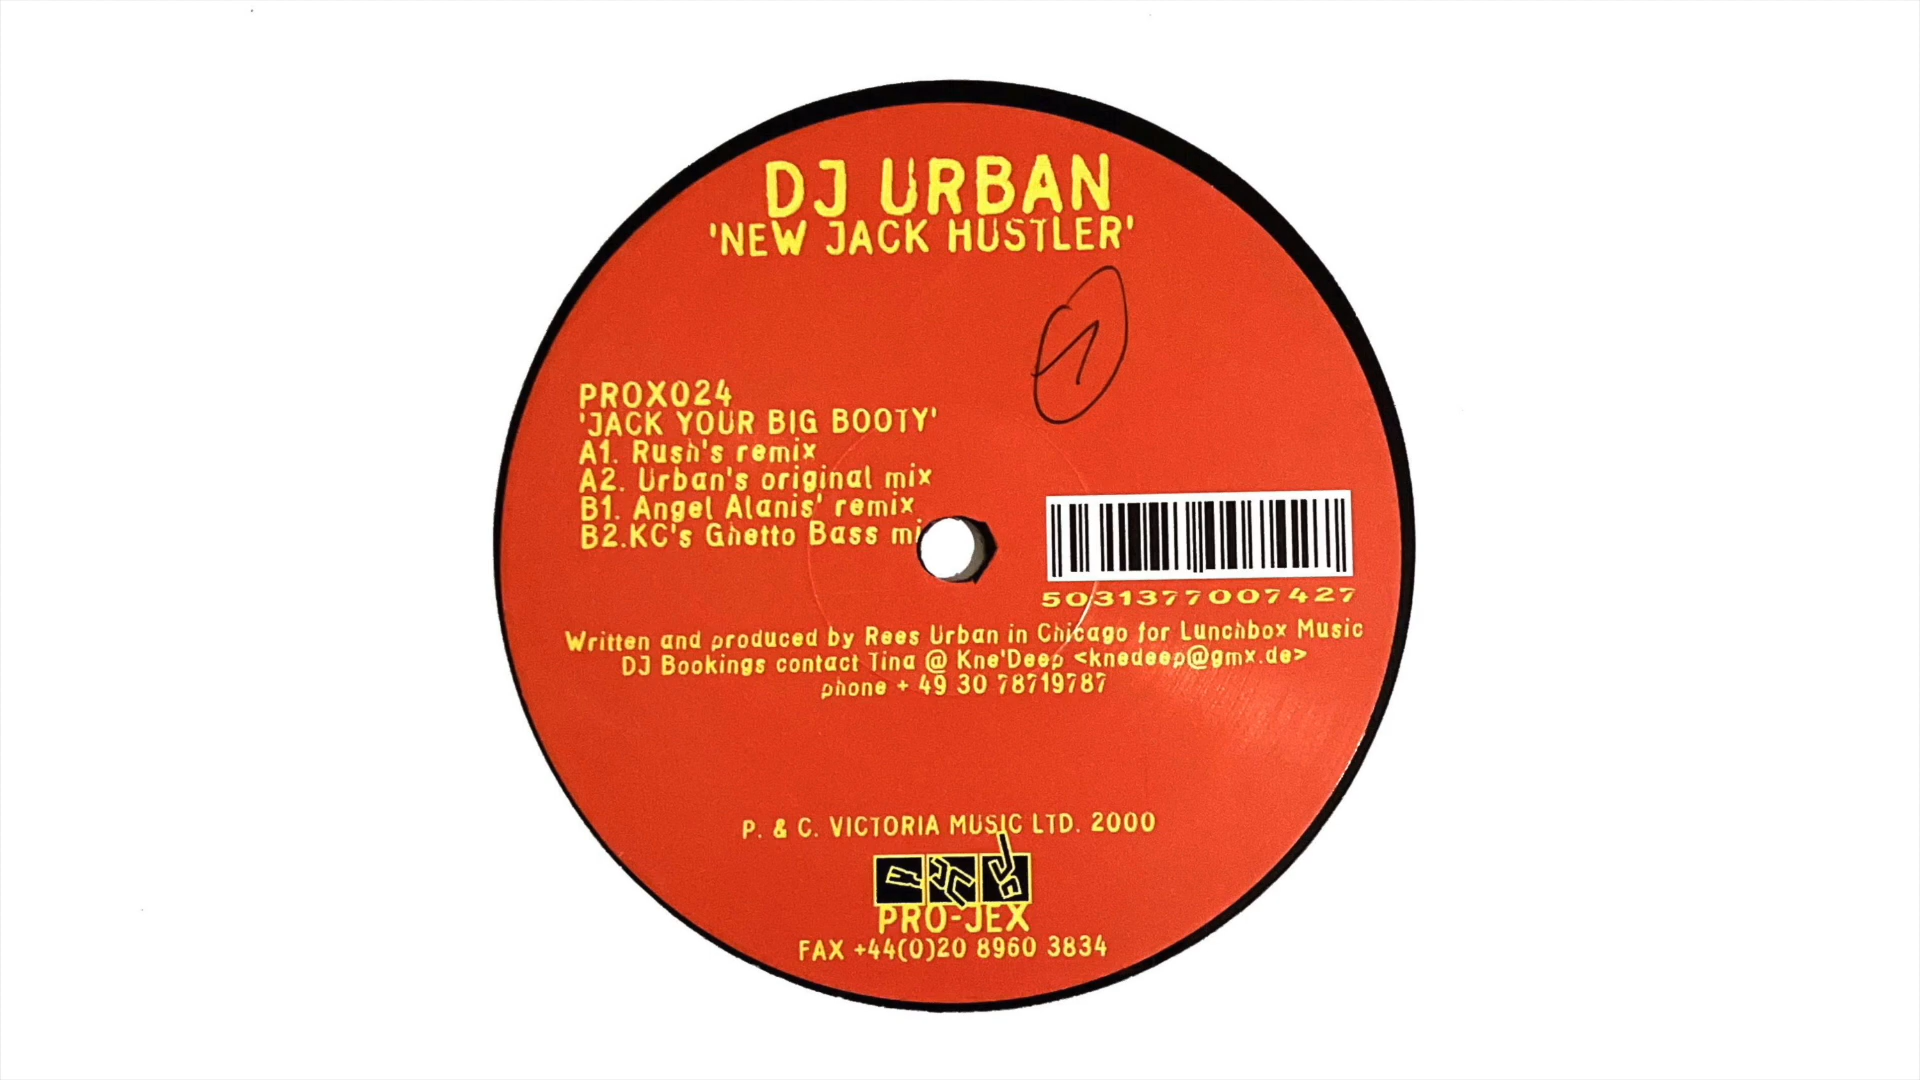 DJ URBAN
'NEW JACK HUSTLER'
1
PROX024
'JACK YOUR BIG BOOTY'
A1. Rush's remix
A2. Urban's original mix
B1. Angel Alanis' remix
B2.KC's Ghetto Bass mi
5031377007427
Written and produced by Rees Urban in Chicago for Lunchbox Music
DJ Bookings contact Tina @ Kne'Deep <knedeep@gmx.de>
phone + 49 30 78719787
P. & C. VICTORIA MUSIC LTD. 2000
PRO-JEX
FAX +44(0)20 8960 3834